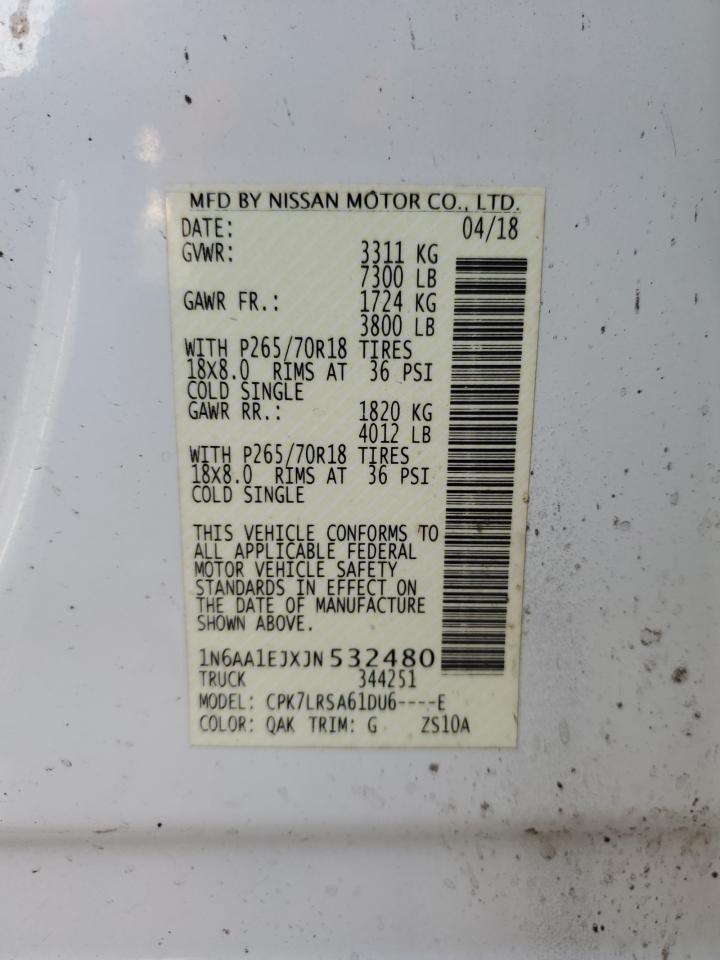 MFD BY NISSAN MOTOR CO., LTD.
DATE: 04/18
GVWR: 3311 KG
7300 LB
GAWR FR.: 1724 KG
3800 LB
WITH P265/70R18 TIRES
18X8.0 RIMS AT 36 PSI
COLD SINGLE
GAWR RR.: 1820 KG
4012 LB
WITH P265/70R18 TIRES
18X8.0 RIMS AT 36 PSI
COLD SINGLE
THIS VEHICLE CONFORMS TO
ALL APPLICABLE FEDERAL
MOTOR VEHICLE SAFETY
STANDARDS IN EFFECT ON
THE DATE OF MANUFACTURE
SHOWN ABOVE.
1N6AA1EJXJN532480
TRUCK 344251
MODEL: CPK7LRSA61DU6----E
COLOR: QAK TRIM: G ZS10A